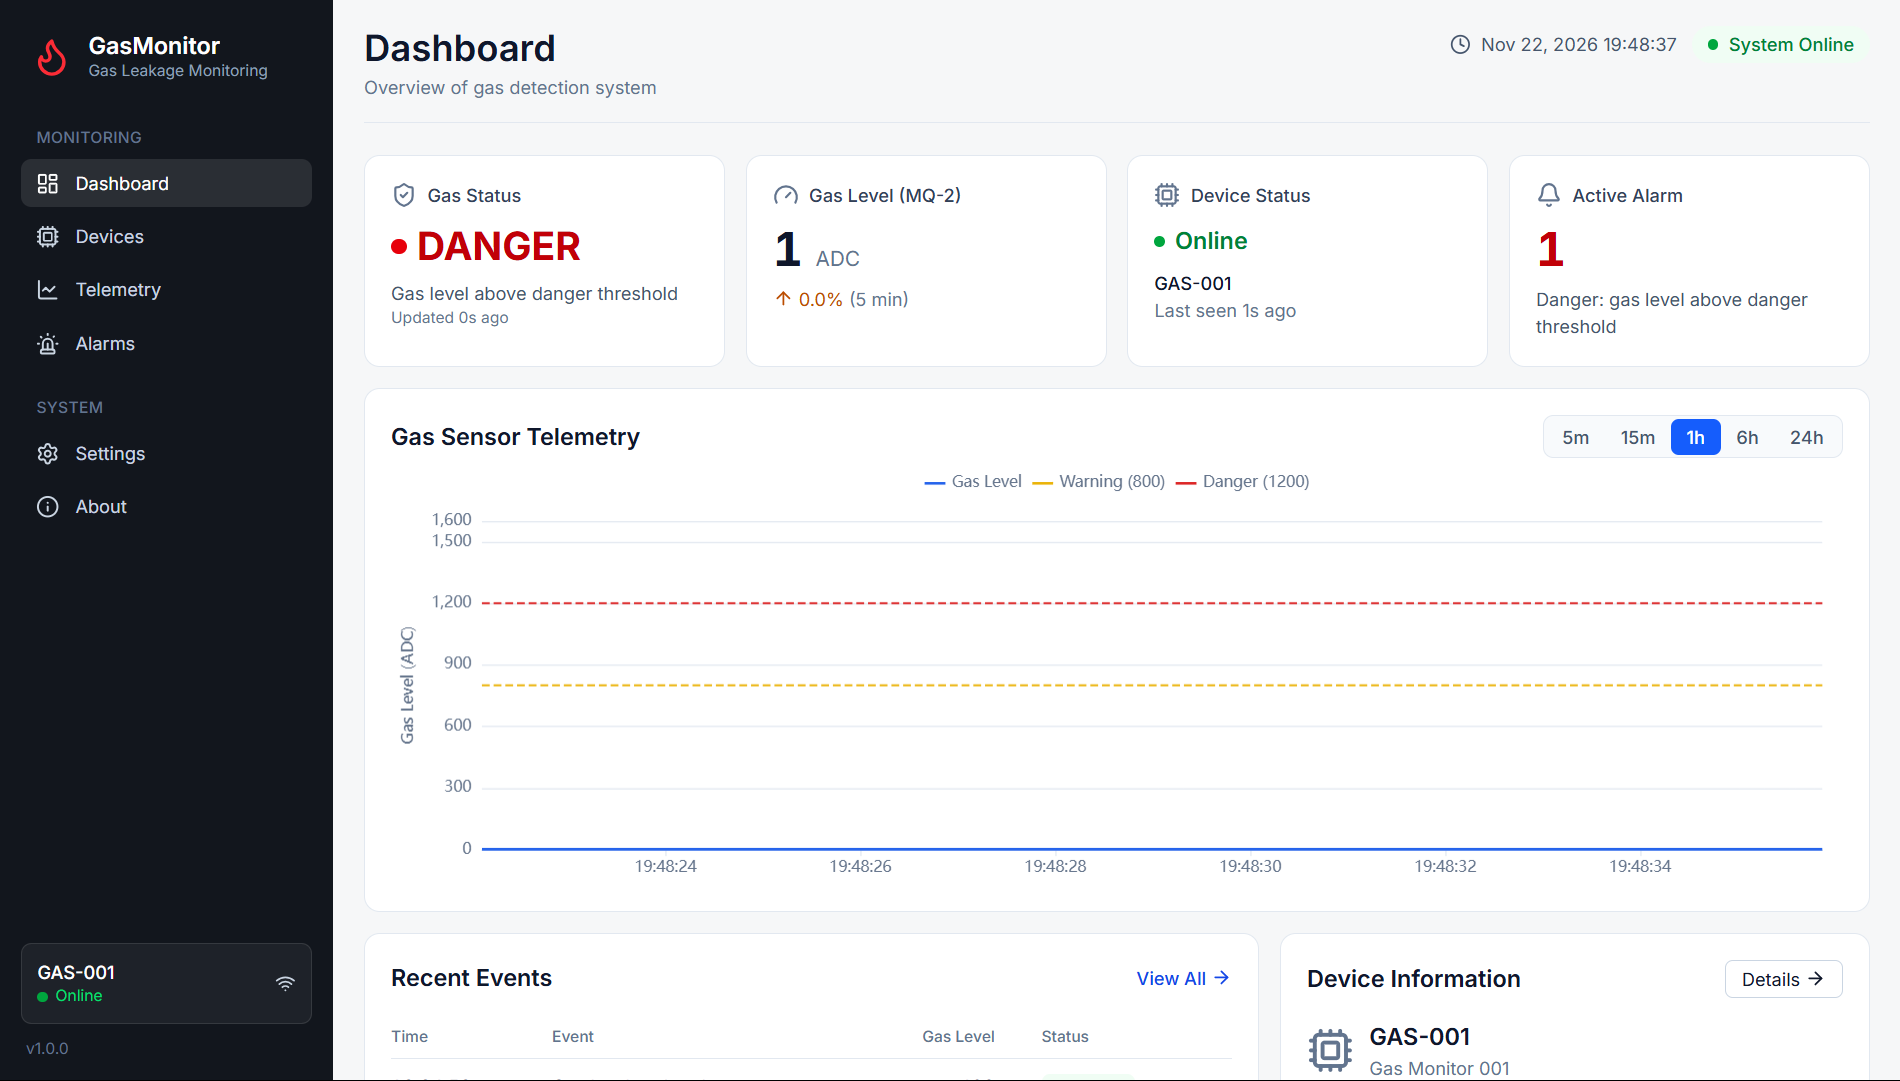 GasMonitor
Gas Leakage Monitoring
MONITORING
Dashboard
Devices
Telemetry
Alarms
SYSTEM
Settings
About
GAS-001
Online
v1.0.0
Dashboard
Overview of gas detection system
Nov 22, 2026 19:48:37
System Online
Gas Status
DANGER
Gas level above danger threshold
Updated 0s ago
Gas Level (MQ-2)
1 ADC
0.0% (5 min)
Device Status
Online
GAS-001
Last seen 1s ago
Active Alarm
1
Danger: gas level above danger
threshold
Gas Sensor Telemetry
5m 15m 1h 6h 24h
Gas Level Warning (800) Danger (1200)
1,600
1,500
1,200
900
600
300
0
Gas Level (ADC)
19:48:24 19:48:26 19:48:28 19:48:30 19:48:32 19:48:34
Recent Events
View All →
Time Event Gas Level Status
Device Information
Details →
GAS-001
Gas Monitor 001